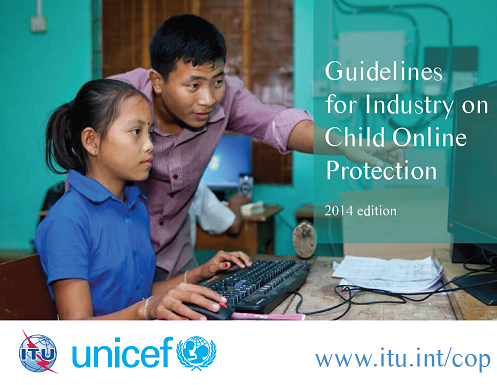 Guidelines
for Industry on
Child Online
Protection
2014 edition
ITU
unicef
www.itu.int/cop